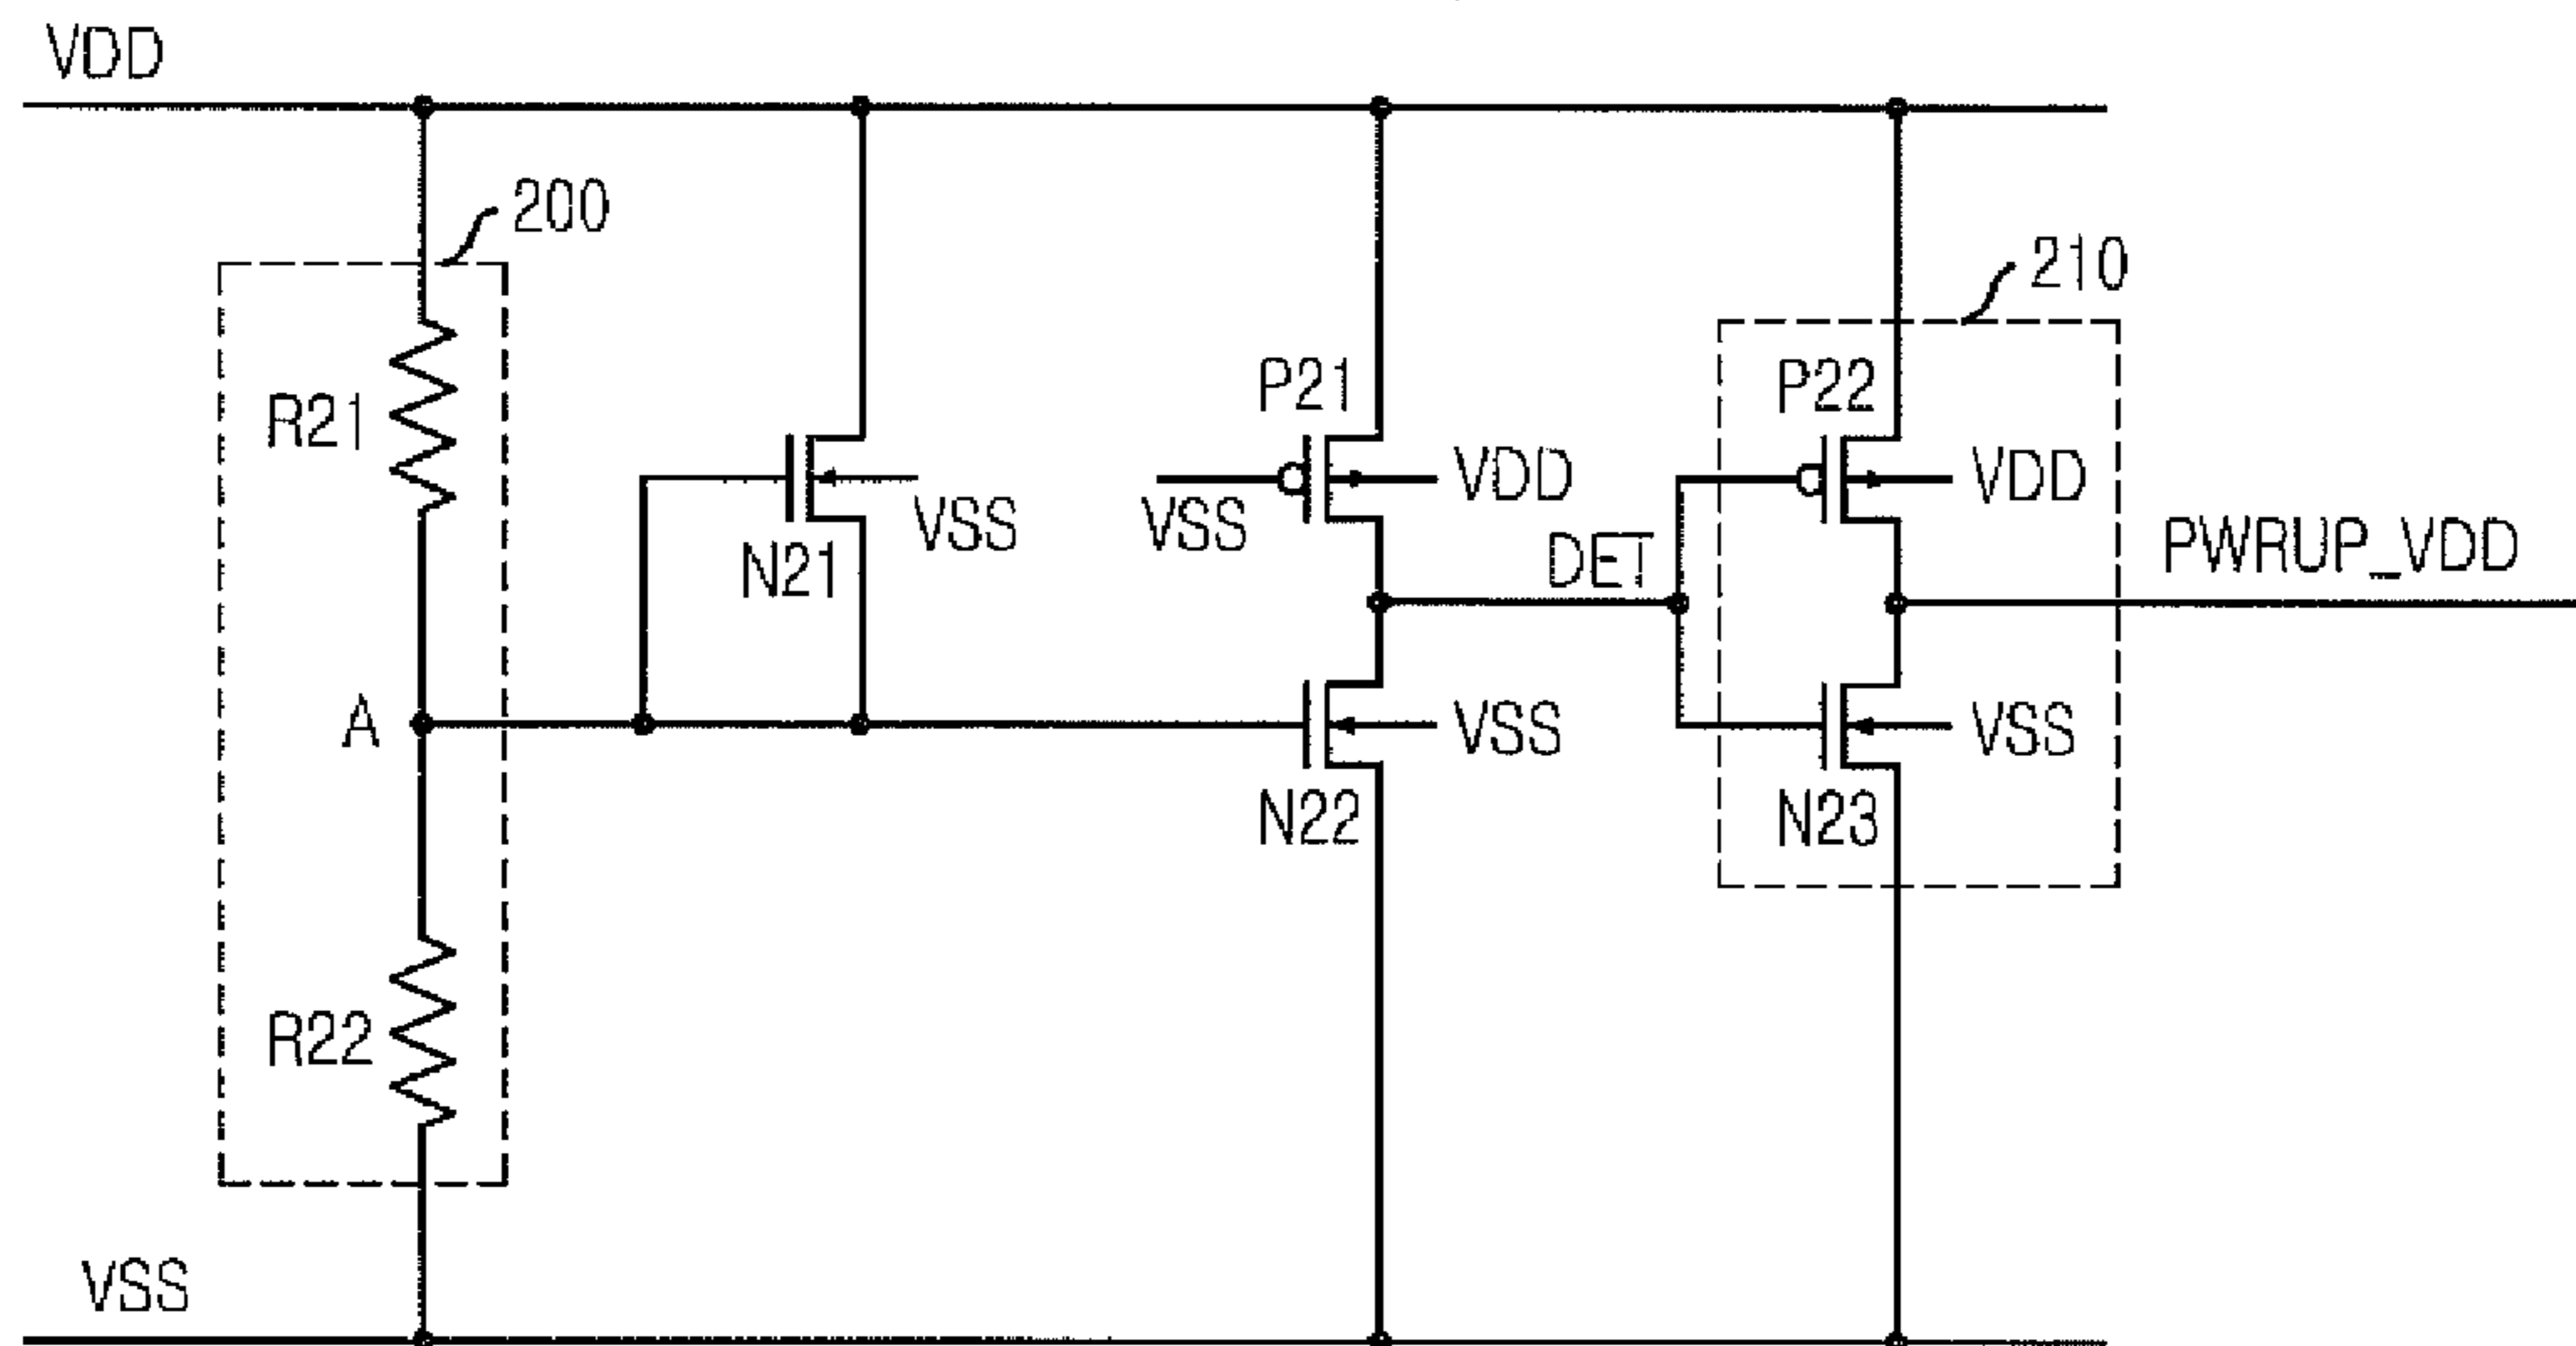 VDD
200
210
R21
P21
P22
VSS
N21
VSS
VDD
VDD
DET
PWRUP_VDD
A
VSS
VSS
N22
N23
R22
VSS